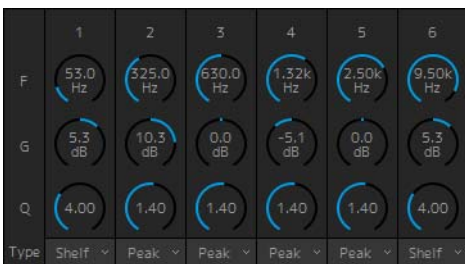 1 2 3 4 5 6
F 53.0 Hz 325.0 Hz 630.0 Hz 1.32k Hz 2.50k Hz 9.50k Hz
G 5.3 dB 10.3 dB 0.0 dB -5.1 dB 0.0 dB 5.3 dB
Q 4.00 1.40 1.40 1.40 1.40 4.00
Type Shelf Peak Peak Peak Peak Shelf